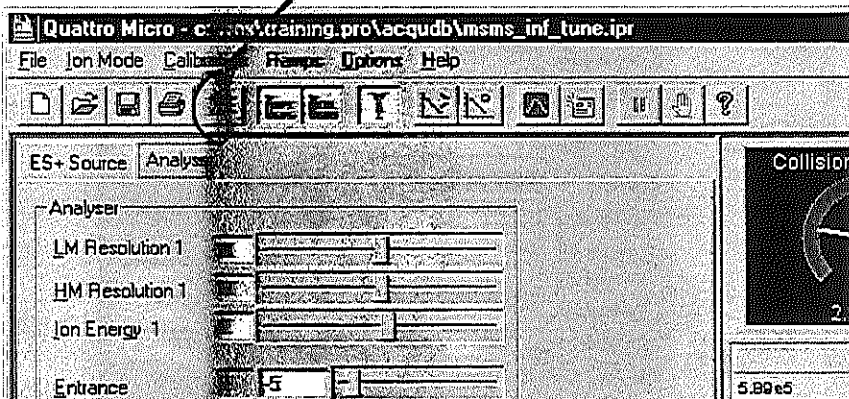 Quattro Micro - c:\ \training.pro\acqudb\msms_inf_tune.ipr
File Ion Mode Ramps Options Help
ES+ Source
Analyser
LM Resolution 1
HM Resolution 1
Ion Energy 1
Entrance -5
Collision
5.89e5